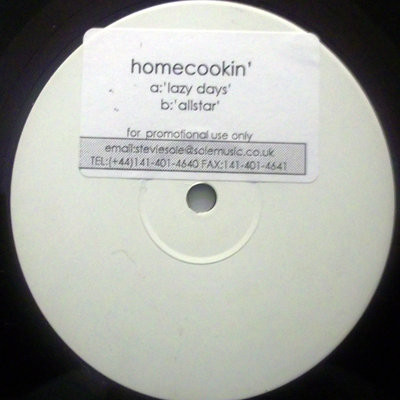 homecookin'
a:'lazy days'
b:'allstar'
for promotional use only
email:steviesole@solemusic.co.uk
TEL:(+44)141-401-4640 FAX:141-401-4641